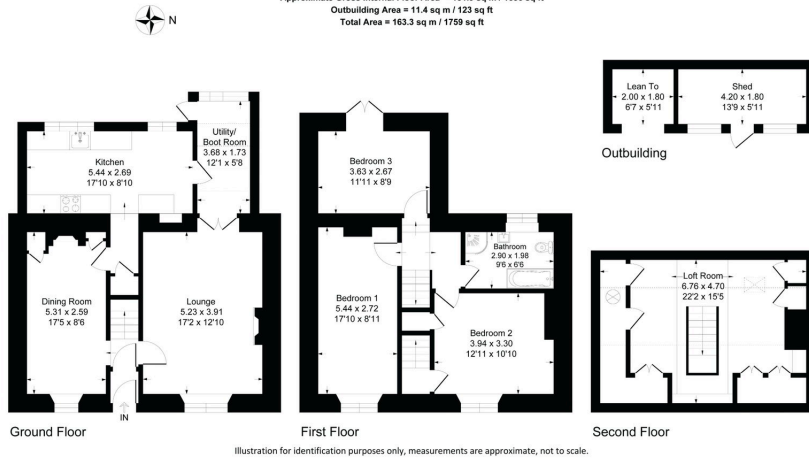 Outbuilding Area = 11.4 sq m / 123 sq ft
Total Area = 163.3 sq m / 1759 sq ft
N
Lean To
2.00 x 1.80
6'7 x 5'11
Shed
4.20 x 1.80
13'9 x 5'11
Outbuilding
Utility/
Boot Room
3.68 x 1.73
12'1 x 5'8
Kitchen
5.44 x 2.69
17'10 x 8'10
Dining Room
5.31 x 2.59
17'5 x 8'6
Lounge
5.23 x 3.91
17'2 x 12'10
IN
Ground Floor
Bedroom 3
3.63 x 2.67
11'11 x 8'9
Bathroom
2.90 x 1.98
9'6 x 6'6
Bedroom 1
5.44 x 2.72
17'10 x 8'11
Bedroom 2
3.94 x 3.30
12'11 x 10'10
First Floor
Loft Room
6.76 x 4.70
22'2 x 15'5
Second Floor
Illustration for identification purposes only, measurements are approximate, not to scale.